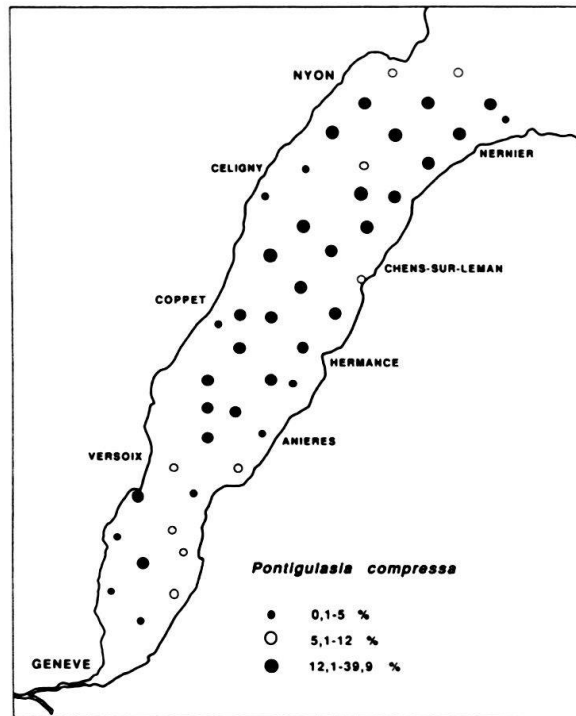 NYON
NERNIER
CELIGNY
CHENS-SUR-LEMAN
COPPET
HERMANCE
ANIERES
VERSOIX
Pontigulasia compressa
0,1-5 %
5,1-12 %
12,1-39,9 %
GENEVE